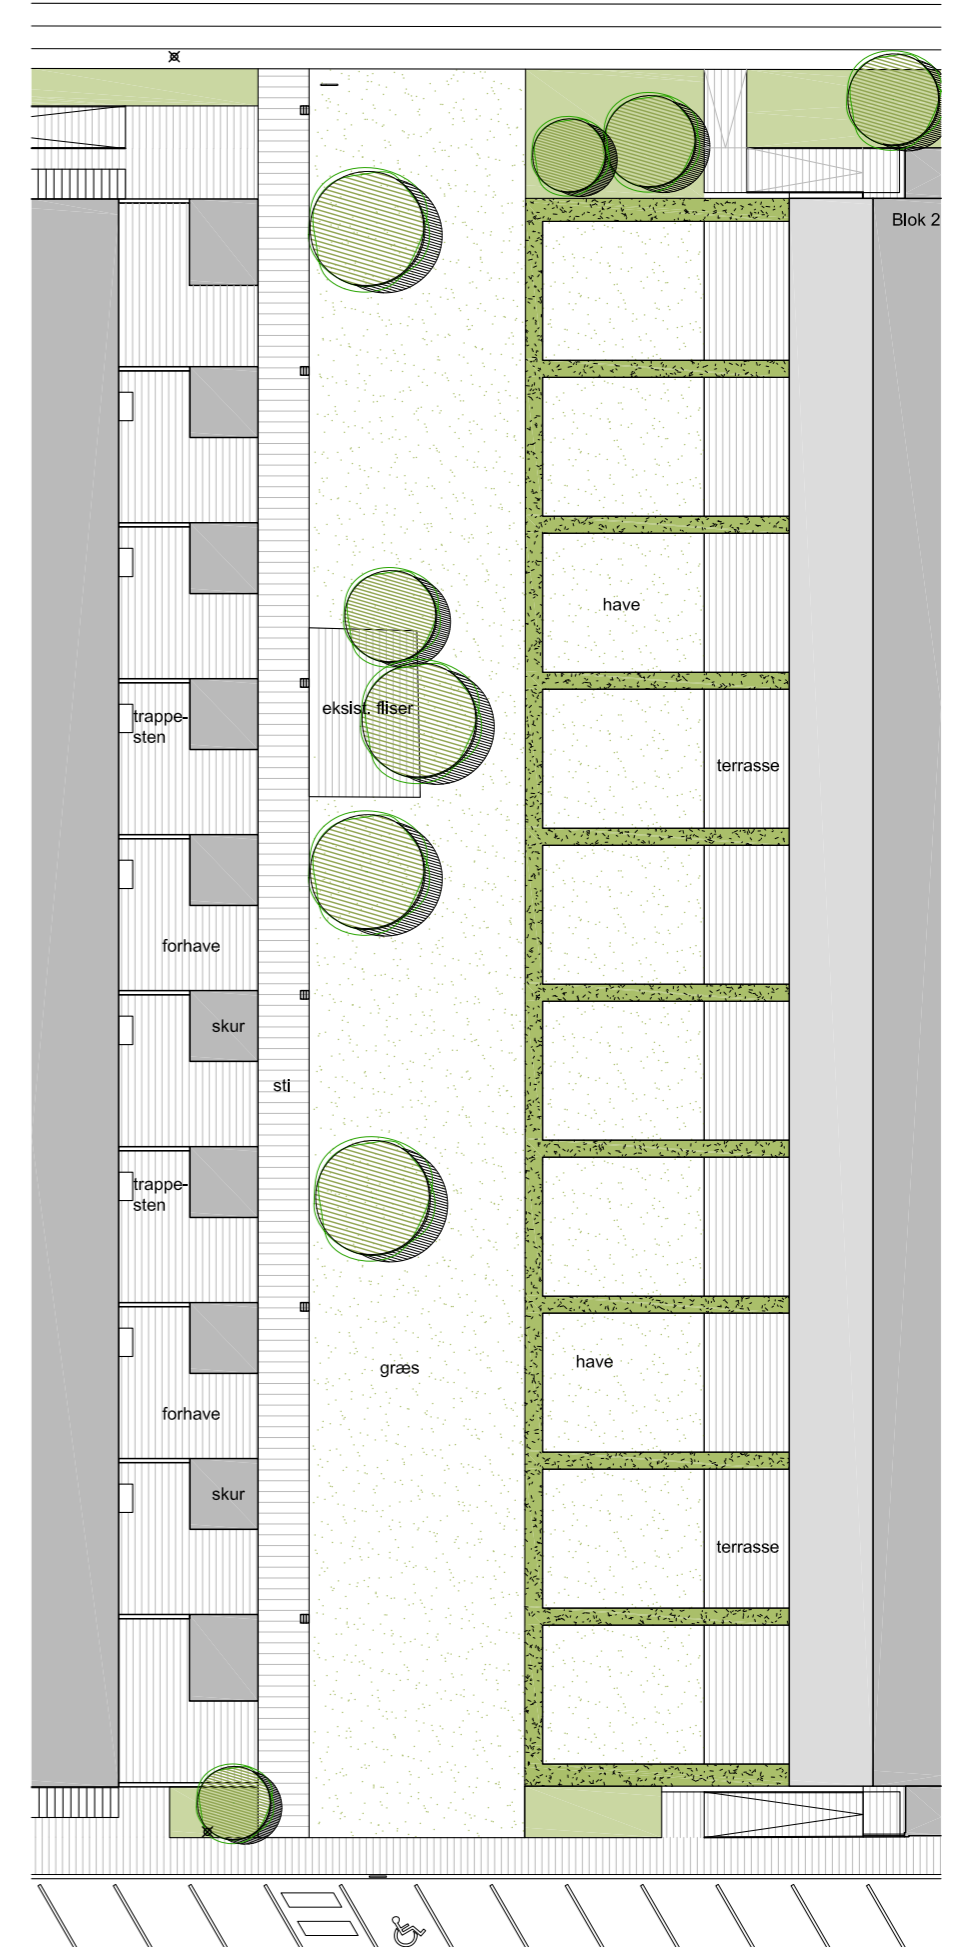 Blok 2
have
eksist. fliser
trappe-
sten
terrasse
forhave
skur
sti
trappe-
sten
have
græs
forhave
skur
terrasse